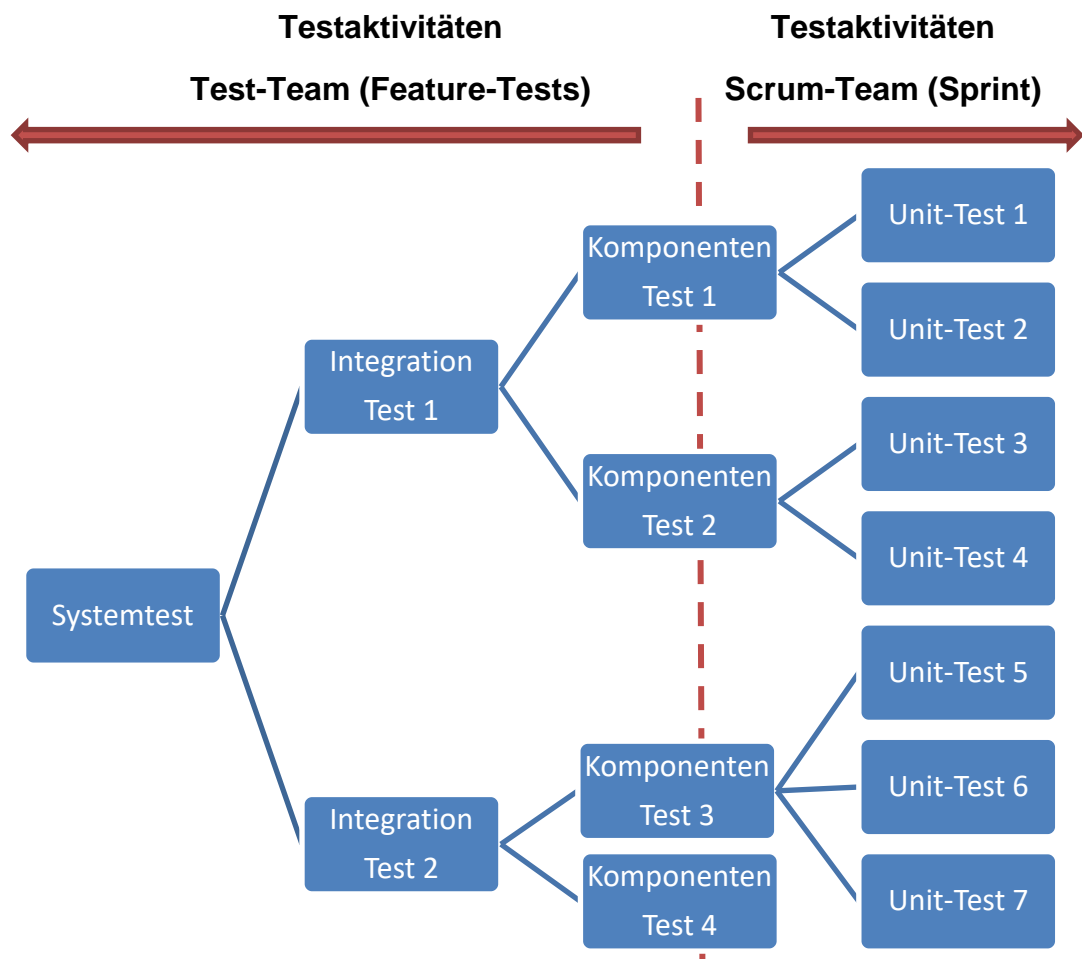 Testaktivitäten
Test-Team (Feature-Tests)
Testaktivitäten
Scrum-Team (Sprint)
Systemtest
Integration
Test 1
Integration
Test 2
Komponenten
Test 1
Komponenten
Test 2
Komponenten
Test 3
Komponenten
Test 4
Unit-Test 1
Unit-Test 2
Unit-Test 3
Unit-Test 4
Unit-Test 5
Unit-Test 6
Unit-Test 7